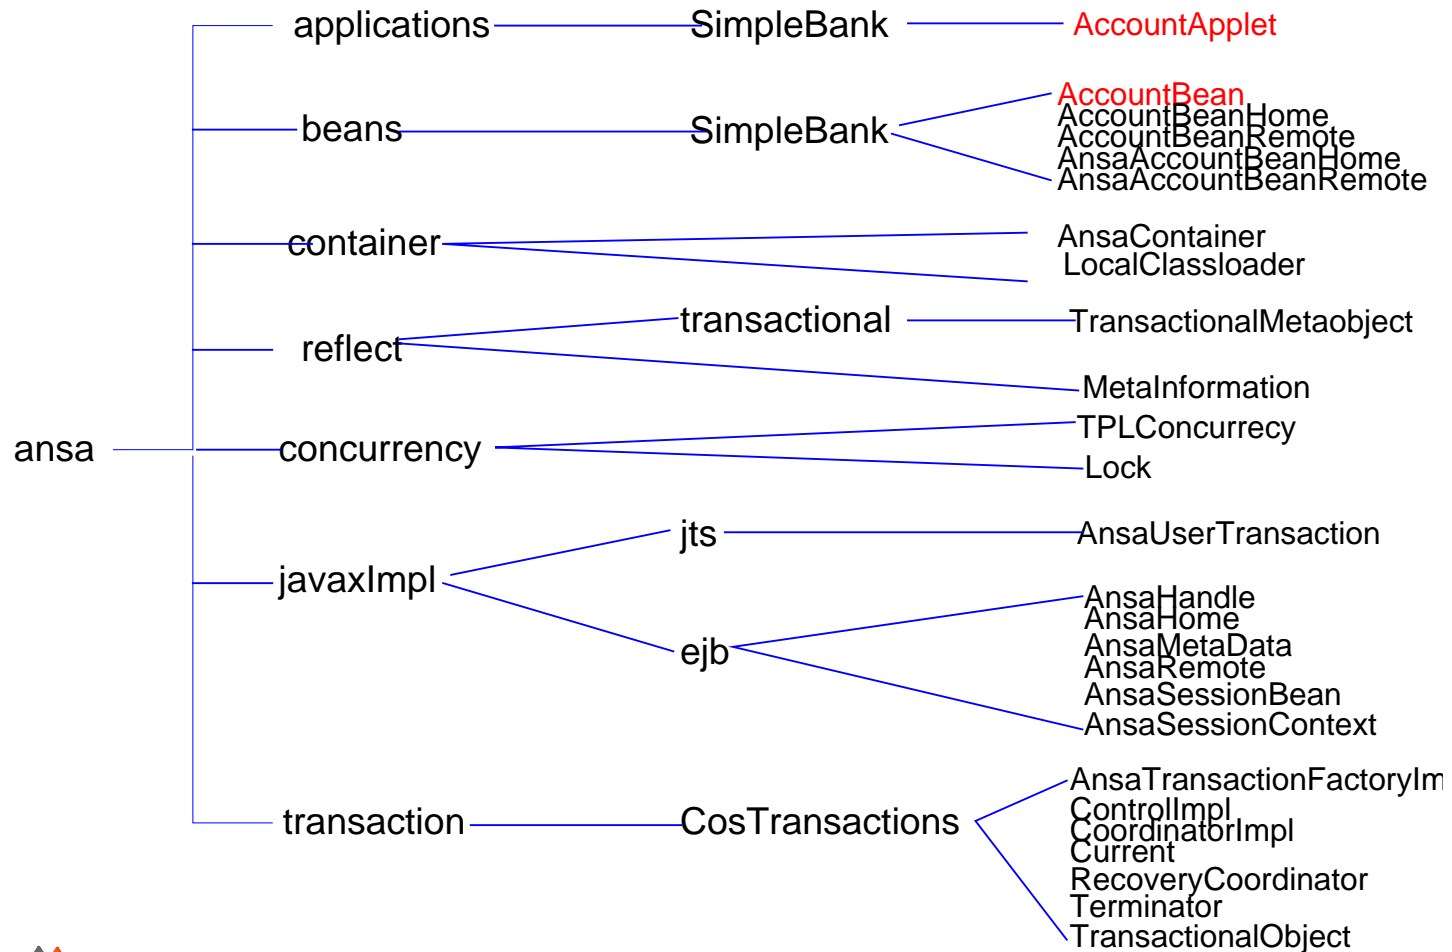 applications SimpleBank AccountApplet
AccountBean
AccountBeanHome
beans SimpleBank AccountBeanRemote
AnsaAccountBeanHome
AnsaAccountBeanRemote
container AnsaContainer
LocalClassloader
transactional TransactionalMetaobject
reflect
MetaInformation
TPLConcurrecy
ansa concurrency
Lock
jts AnsaUserTransaction
javaxImpl
AnsaHandle
AnsaHome
ejb AnsaMetaData
AnsaRemote
AnsaSessionBean
AnsaSessionContext
AnsaTransactionFactoryIm
ControlImpl
transaction CosTransactions CoordinatorImpl
Current
RecoveryCoordinator
Terminator
TransactionalObject